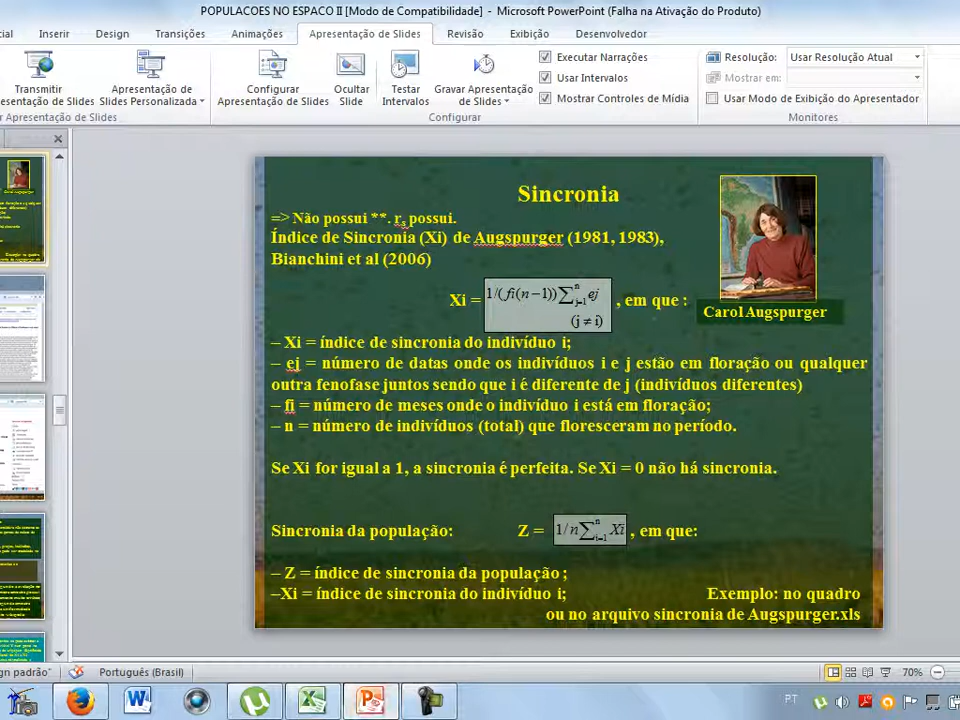 POPULACOES NO ESPACO II [Modo de Compatibilidade] - Microsoft PowerPoint (Falha na Ativação do Produto)
Inserir Design Transições Animações Apresentação de Slides Revisão Exibição Desenvolvedor
Transmitir
Apresentação de
Slides Personalizada
Configurar
Apresentação de Slides
Ocultar
Slide
Testar
Intervalos
Gravar Apresentação
de Slides
Executar Narrações
Usar Intervalos
Mostrar Controles de Mídia
Resolução: Usar Resolução Atual
Mostrar em:
Usar Modo de Exibição do Apresentador
Apresentação de Slides
Configurar
Monitores
Sincronia
=> Não possui **. rs possui.
Índice de Sincronia (Xi) de Augspurger (1981, 1983),
Bianchini et al (2006)
Xi = 1/(fi(n−1))∑ n j=1 ej (j ≠ i) , em que :
Carol Augspurger
– Xi = índice de sincronia do indivíduo i;
– ej = número de datas onde os indivíduos i e j estão em floração ou qualquer
outra fenofase juntos sendo que i é diferente de j (indivíduos diferentes)
– fi = número de meses onde o indivíduo i está em floração;
– n = número de indivíduos (total) que floresceram no período.
Se Xi for igual a 1, a sincronia é perfeita. Se Xi = 0 não há sincronia.
Sincronia da população: Z = 1/n∑ n i=1 Xi , em que:
– Z = índice de sincronia da população ;
–Xi = índice de sincronia do indivíduo i; Exemplo: no quadro
ou no arquivo sincronia de Augspurger.xls
Português (Brasil)
70%
PT